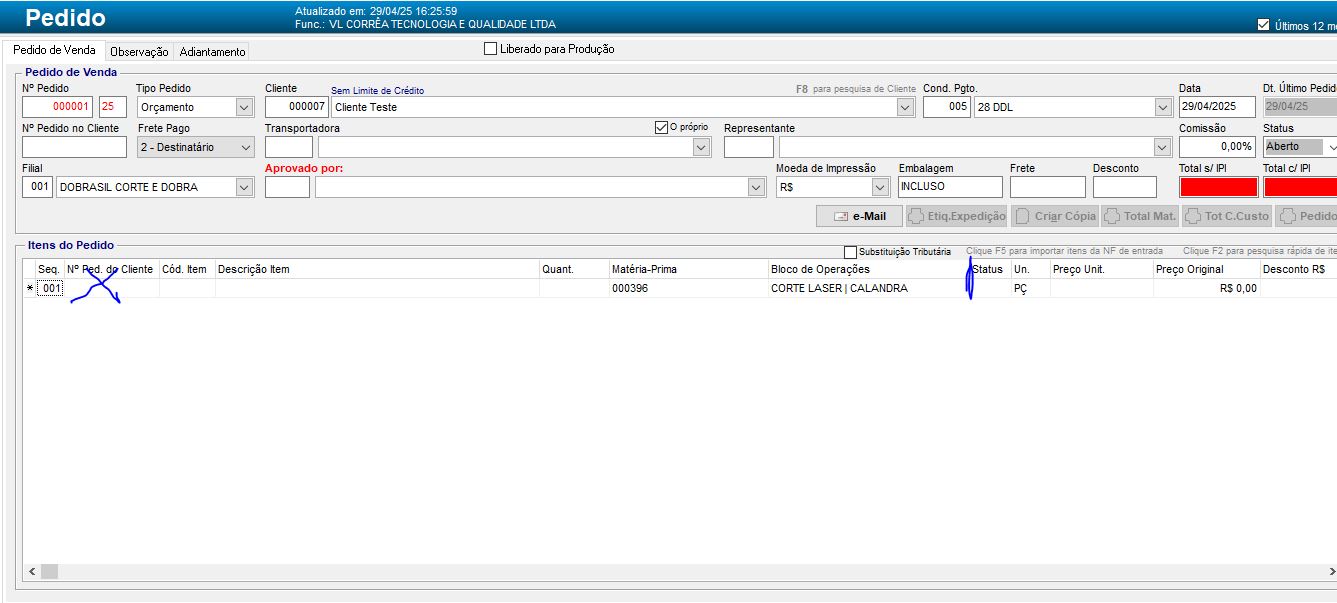 Pedido
Atualizado em: 29/04/25 16:25:59
Func.: VL CORRÊA TECNOLOGIA E QUALIDADE LTDA
Últimos 12 m
Pedido de Venda Observação Adiantamento Liberado para Produção
Pedido de Venda
Nº Pedido Tipo Pedido Cliente Sem Limite de Crédito F8 para pesquisa de Cliente Cond. Pgto. Data Dt. Último Pedid
000001 25 Orçamento 000007 Cliente Teste 005 28 DDL 29/04/2025 29/04/25
Nº Pedido no Cliente Frete Pago Transportadora O próprio Representante Comissão Status
2 - Destinatário 0,00% Aberto
Filial Aprovado por: Moeda de Impressão Embalagem Frete Desconto Total s/ IPI Total c/ IPI
001 DOBRASIL CORTE E DOBRA R$ INCLUSO
e-Mail Etiq.Expedição Criar Cópia Total Mat. Tot C.Custo Pedido
Itens do Pedido
Substituição Tributária Clique F5 para importar itens da NF de entrada Clique F2 para pesquisa rápida de ite
Seq. Nº Ped. do Cliente Cód. Item Descrição Item Quant. Matéria-Prima Bloco de Operações Status Un. Preço Unit. Preço Original Desconto R$
* 001 000396 CORTE LASER | CALANDRA PÇ R$ 0,00